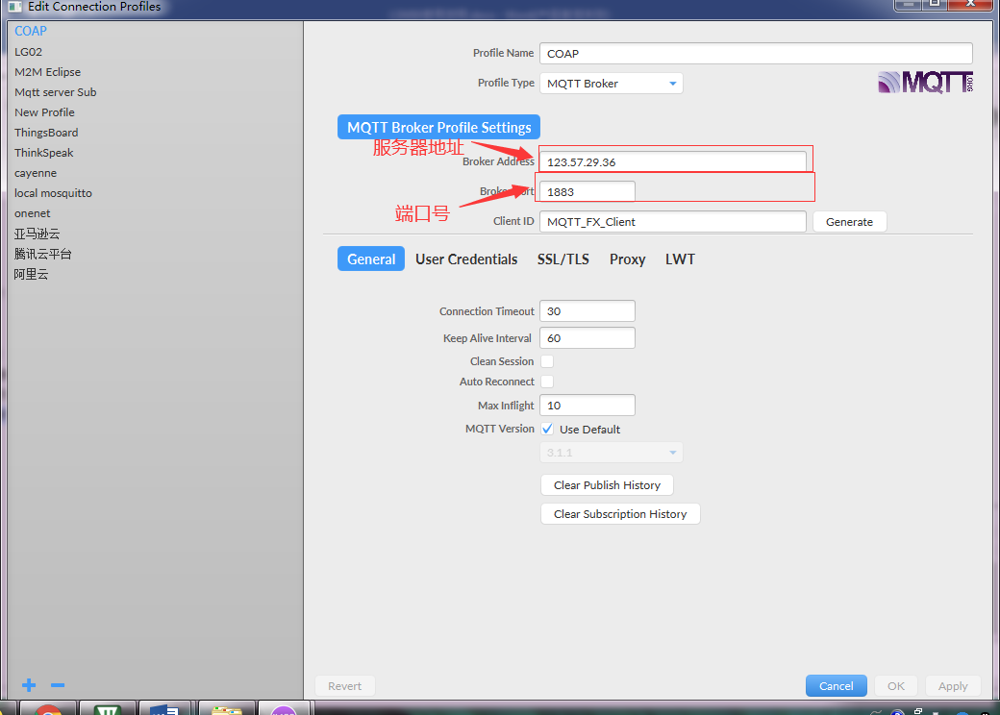 Edit Connection Profiles
COAP
LG02
M2M Eclipse
Mqtt server Sub
New Profile
ThingsBoard
ThinkSpeak
cayenne
local mosquitto
onenet
亚马逊云
腾讯云平台
阿里云
Profile Name COAP
Profile Type MQTT Broker
MQTT.ORG
MQTT Broker Profile Settings
服务器地址
Broker Address 123.57.29.36
Broker Port 1883
端口号
Client ID MQTT_FX_Client Generate
General User Credentials SSL/TLS Proxy LWT
Connection Timeout 30
Keep Alive Interval 60
Clean Session
Auto Reconnect
Max Inflight 10
MQTT Version Use Default
3.1.1
Clear Publish History
Clear Subscription History
Revert Cancel OK Apply